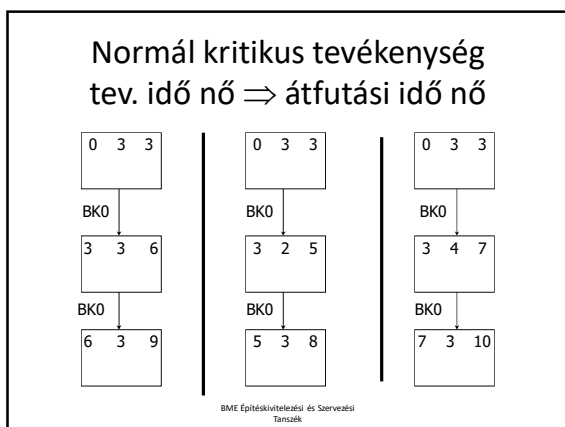 Normál kritikus tevékenység
tev. idő nő ⇒ átfutási idő nő
0 3 3
0 3 3
0 3 3
BK0
BK0
BK0
3 3 6
3 2 5
3 4 7
BK0
BK0
BK0
6 3 9
5 3 8
7 3 10
BME Építéskivitelezési és Szervezési
Tanszék